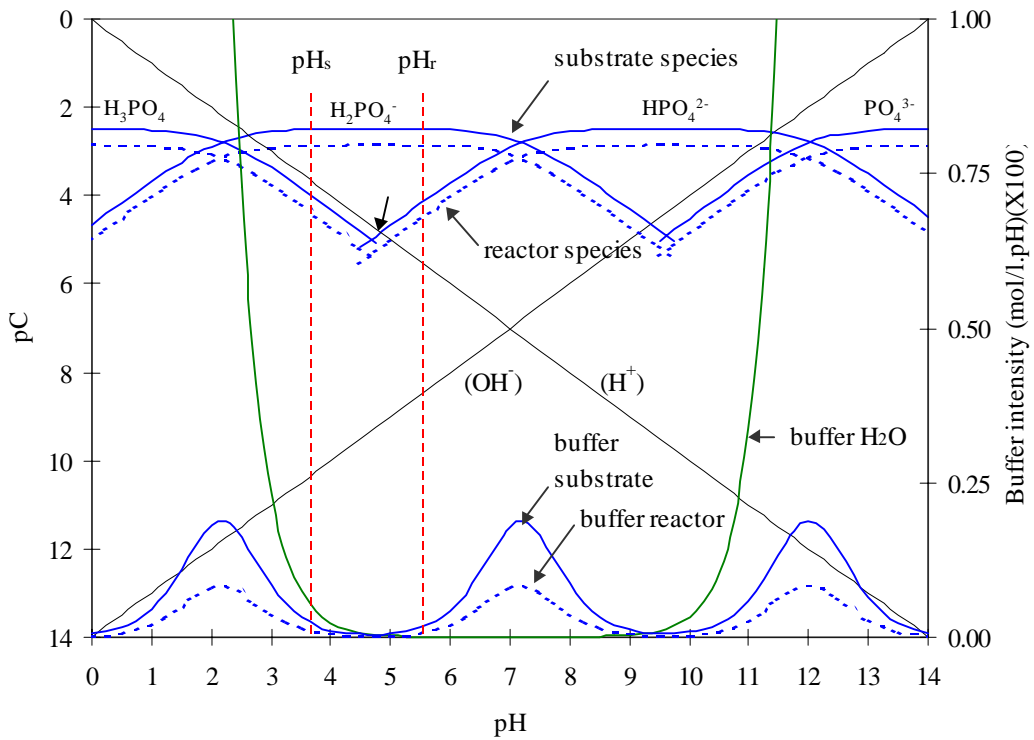 0
2
4
6
8
10
12
14
pC
pHₛ
pHᵣ
substrate species
H₃PO₄
H₂PO₄⁻
HPO₄²⁻
PO₄³⁻
reactor species
(OH⁻)
(H⁺)
buffer H₂O
buffer
substrate
buffer reactor
1.00
0.75
0.50
0.25
0.00
Buffer intensity (mol/l.pH)(X100)
0 1 2 3 4 5 6 7 8 9 10 11 12 13 14
pH